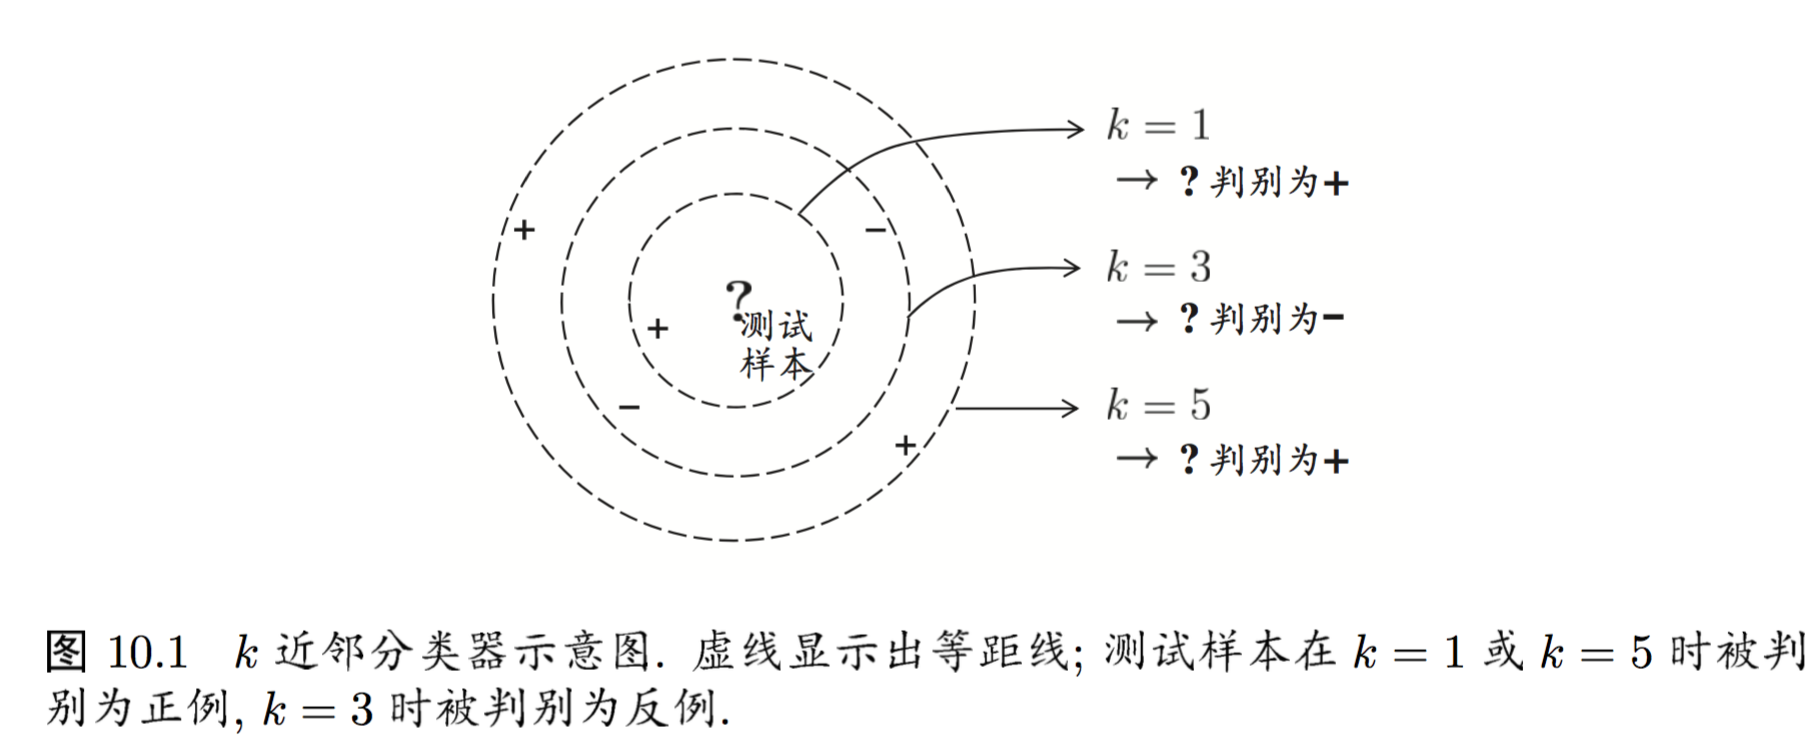 k = 1
→ ? 判别为+
+
−
k = 3
?
测试
+
→ ? 判别为−
样本
k = 5
−
+
→ ? 判别为+
图 10.1 k 近邻分类器示意图. 虚线显示出等距线; 测试样本在 k = 1 或 k = 5 时被判
别为正例, k = 3 时被判别为反例.